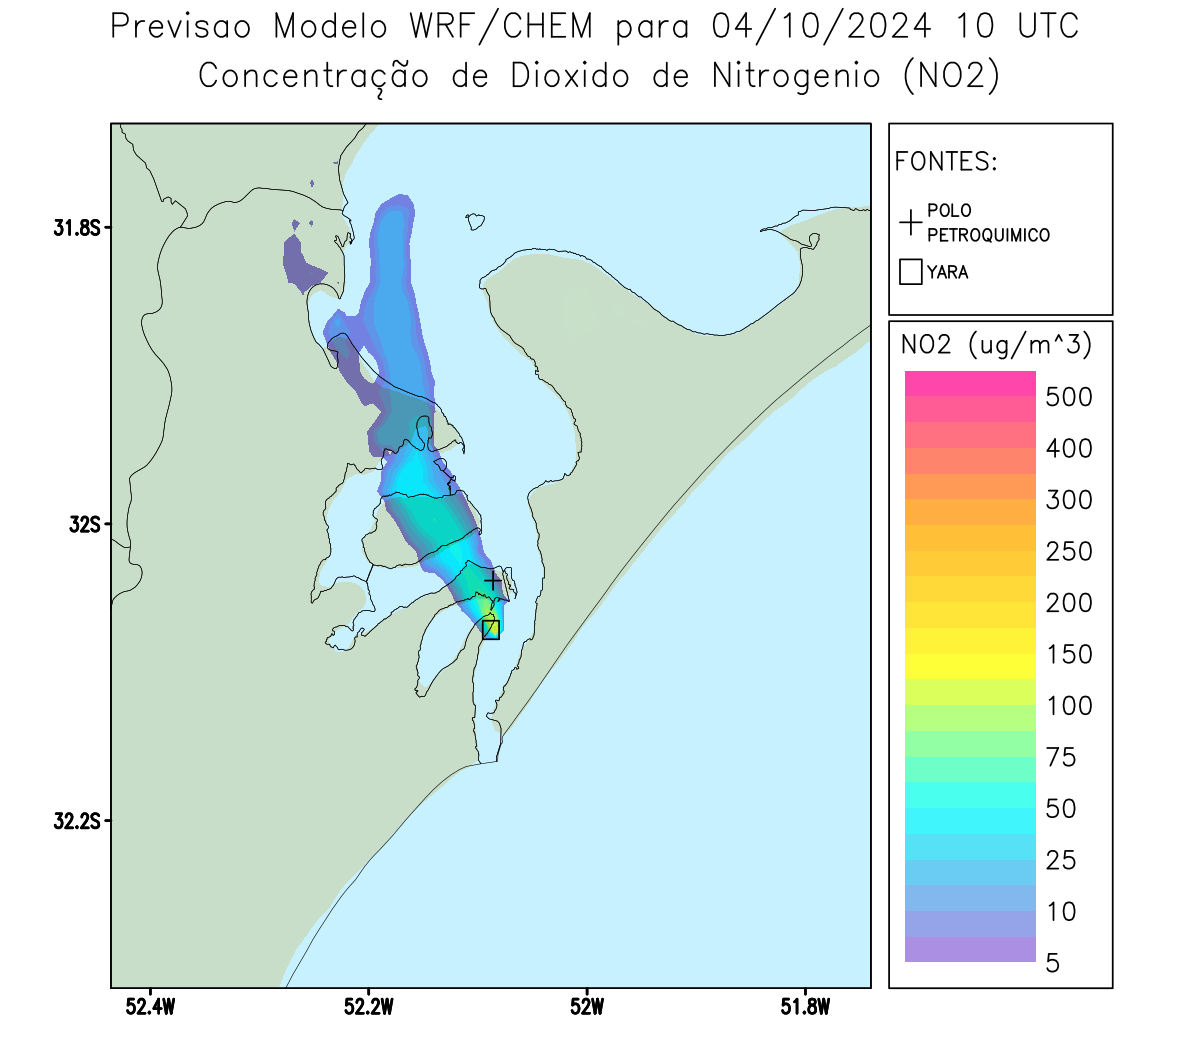 Previsao Modelo WRF/CHEM para 04/10/2024 10 UTC
Concentração de Dioxido de Nitrogenio (NO2)
FONTES:
POLO
PETROQUIMICO
YARA
NO2 (ug/m^3)
500
400
300
250
200
150
100
75
50
25
10
5
31.8S
32S
32.2S
52.4W
52.2W
52W
51.8W